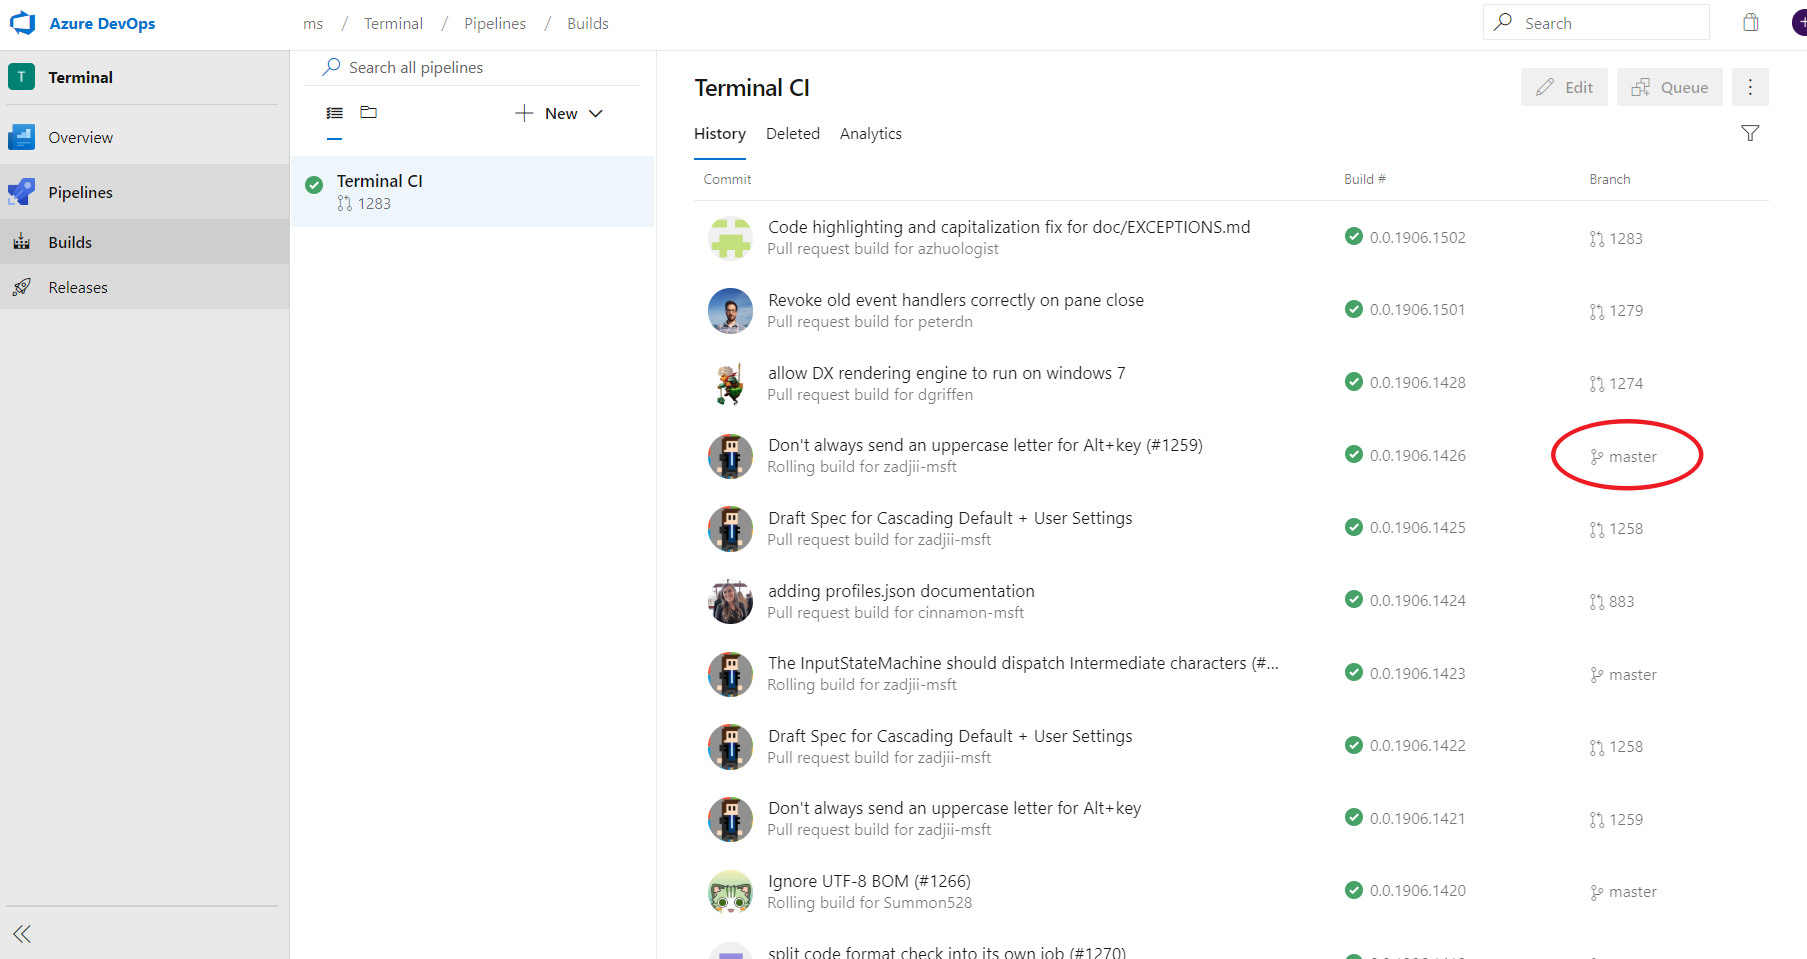 Azure DevOps
ms / Terminal / Pipelines / Builds
Search
T Terminal
Overview
Pipelines
Builds
Releases
Search all pipelines
New
Terminal CI
1283
Terminal CI
Edit
Queue
History Deleted Analytics
Commit Build # Branch
Code highlighting and capitalization fix for doc/EXCEPTIONS.md
Pull request build for azhuologist
0.0.1906.1502 1283
Revoke old event handlers correctly on pane close
Pull request build for peterdn
0.0.1906.1501 1279
allow DX rendering engine to run on windows 7
Pull request build for dgriffen
0.0.1906.1428 1274
Don't always send an uppercase letter for Alt+key (#1259)
Rolling build for zadjii-msft
0.0.1906.1426 master
Draft Spec for Cascading Default + User Settings
Pull request build for zadjii-msft
0.0.1906.1425 1258
adding profiles.json documentation
Pull request build for cinnamon-msft
0.0.1906.1424 883
The InputStateMachine should dispatch Intermediate characters (#...
Rolling build for zadjii-msft
0.0.1906.1423 master
Draft Spec for Cascading Default + User Settings
Pull request build for zadjii-msft
0.0.1906.1422 1258
Don't always send an uppercase letter for Alt+key
Pull request build for zadjii-msft
0.0.1906.1421 1259
Ignore UTF-8 BOM (#1266)
Rolling build for Summon528
0.0.1906.1420 master
split code format check into its own job (#1270)